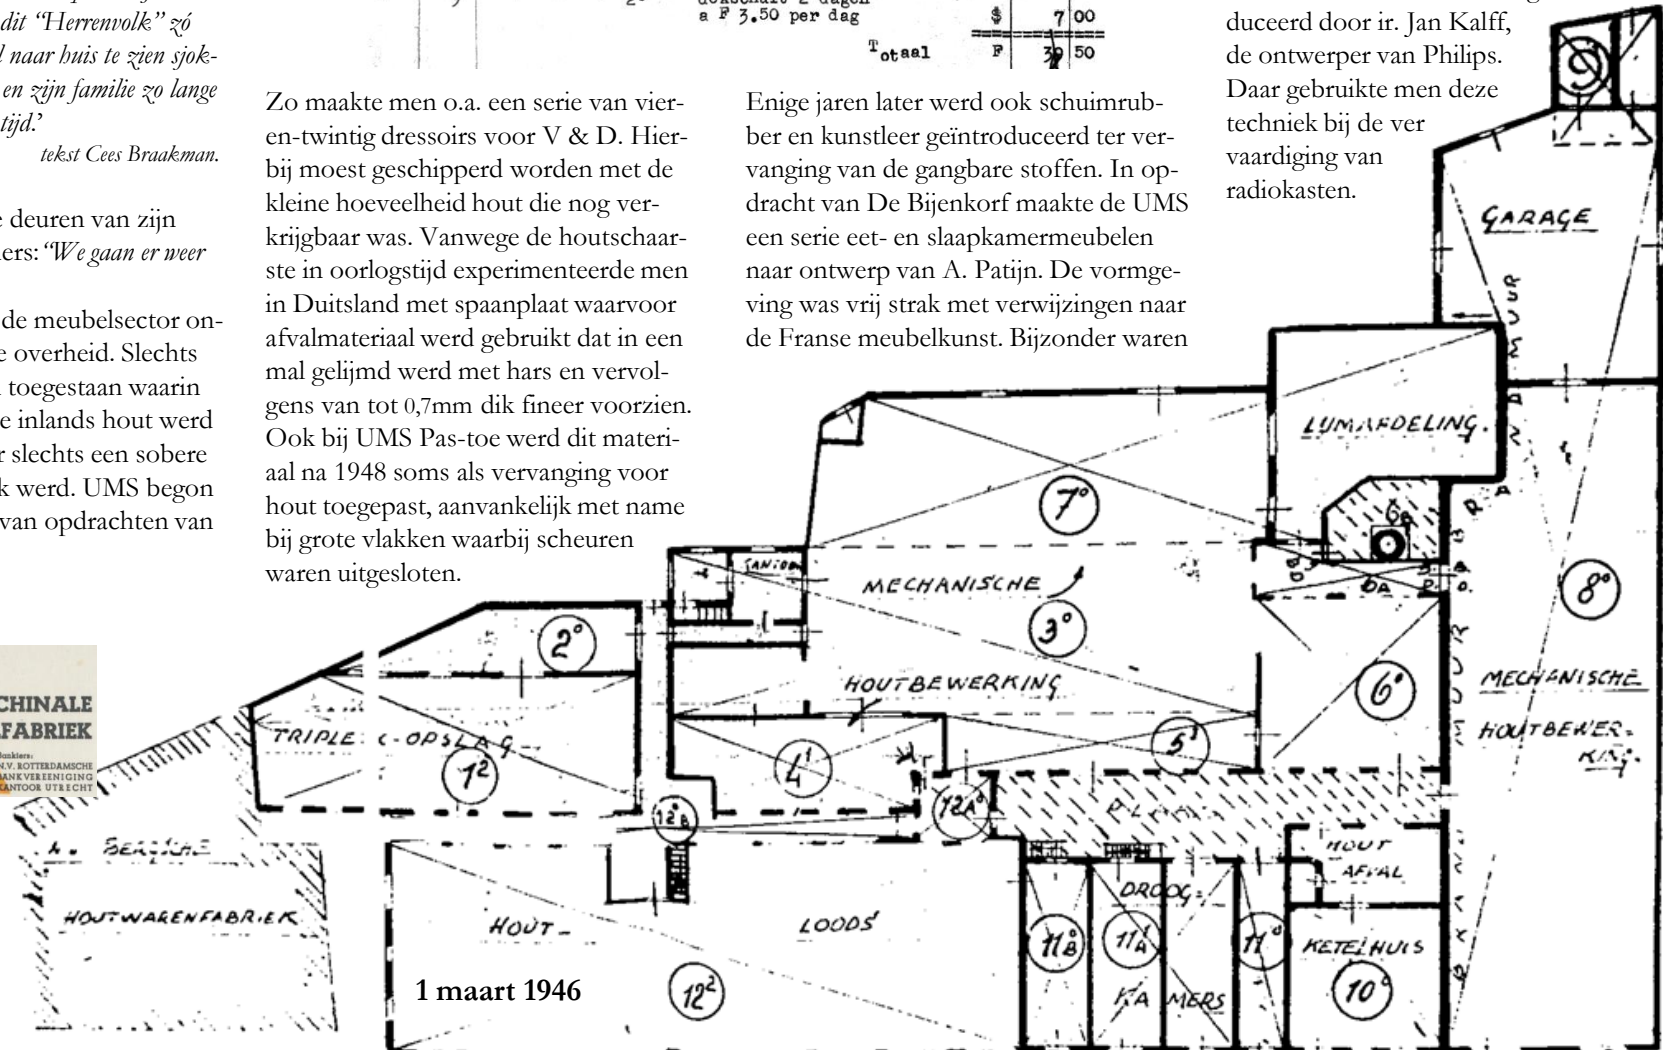 dit “Herrenvolk” zó
naar huis te zien sjok-
en zijn familie zo lange
tijd.’
tekst Cees Braakman.
deuren van zijn
ers: “We gaan er weer
de meubelsector on-
e overheid. Slechts
toegestaan waarin
e inlands hout werd
r slechts een sobere
k werd. UMS begon
van opdrachten van
CHINALE
FABRIEK
Bankiers:
N.V. ROTTERDAMSCHE
BANKVEREENIGING
KANTOOR UTRECHT
a F 3.50 per dag
$ 7 00
Totaal F 50
Zo maakte men o.a. een serie van vier-
en-twintig dressoirs voor V & D. Hier-
bij moest geschipperd worden met de
kleine hoeveelheid hout die nog ver-
krijgbaar was. Vanwege de houtschaar-
ste in oorlogstijd experimenteerde men
in Duitsland met spaanplaat waarvoor
afvalmateriaal werd gebruikt dat in een
mal gelijmd werd met hars en vervol-
gens van tot 0,7mm dik fineer voorzien.
Ook bij UMS Pas-toe werd dit materi-
aal na 1948 soms als vervanging voor
hout toegepast, aanvankelijk met name
bij grote vlakken waarbij scheuren
waren uitgesloten.
Enige jaren later werd ook schuimrub-
ber en kunstleer geïntroduceerd ter ver-
vanging van de gangbare stoffen. In op-
dracht van De Bijenkorf maakte de UMS
een serie eet- en slaapkamermeubelen
naar ontwerp van A. Patijn. De vormge-
ving was vrij strak met verwijzingen naar
de Franse meubelkunst. Bijzonder waren
duceerd door ir. Jan Kalff,
de ontwerper van Philips.
Daar gebruikte men deze
techniek bij de ver
vaardiging van
radiokasten.
9
GARAGE
LIJMAFDELING.
BRANDMUUR
7°
MECHANISCHE
3°
HOUTBEWERKING
8°
MECHANISCHE
HOUTBEWER=
KING.
6°
2°
TRIPLEX-OPSLAG
1²
4¹
5
12B
12A°
HOUTWARENFABRIEK
HOUT-
LOODS
12²
1 maart 1946
HOUT
AFVAL
DROOG=
KAMERS
11B
11A
11°
KETELHUIS
10°
BRANDMUUR